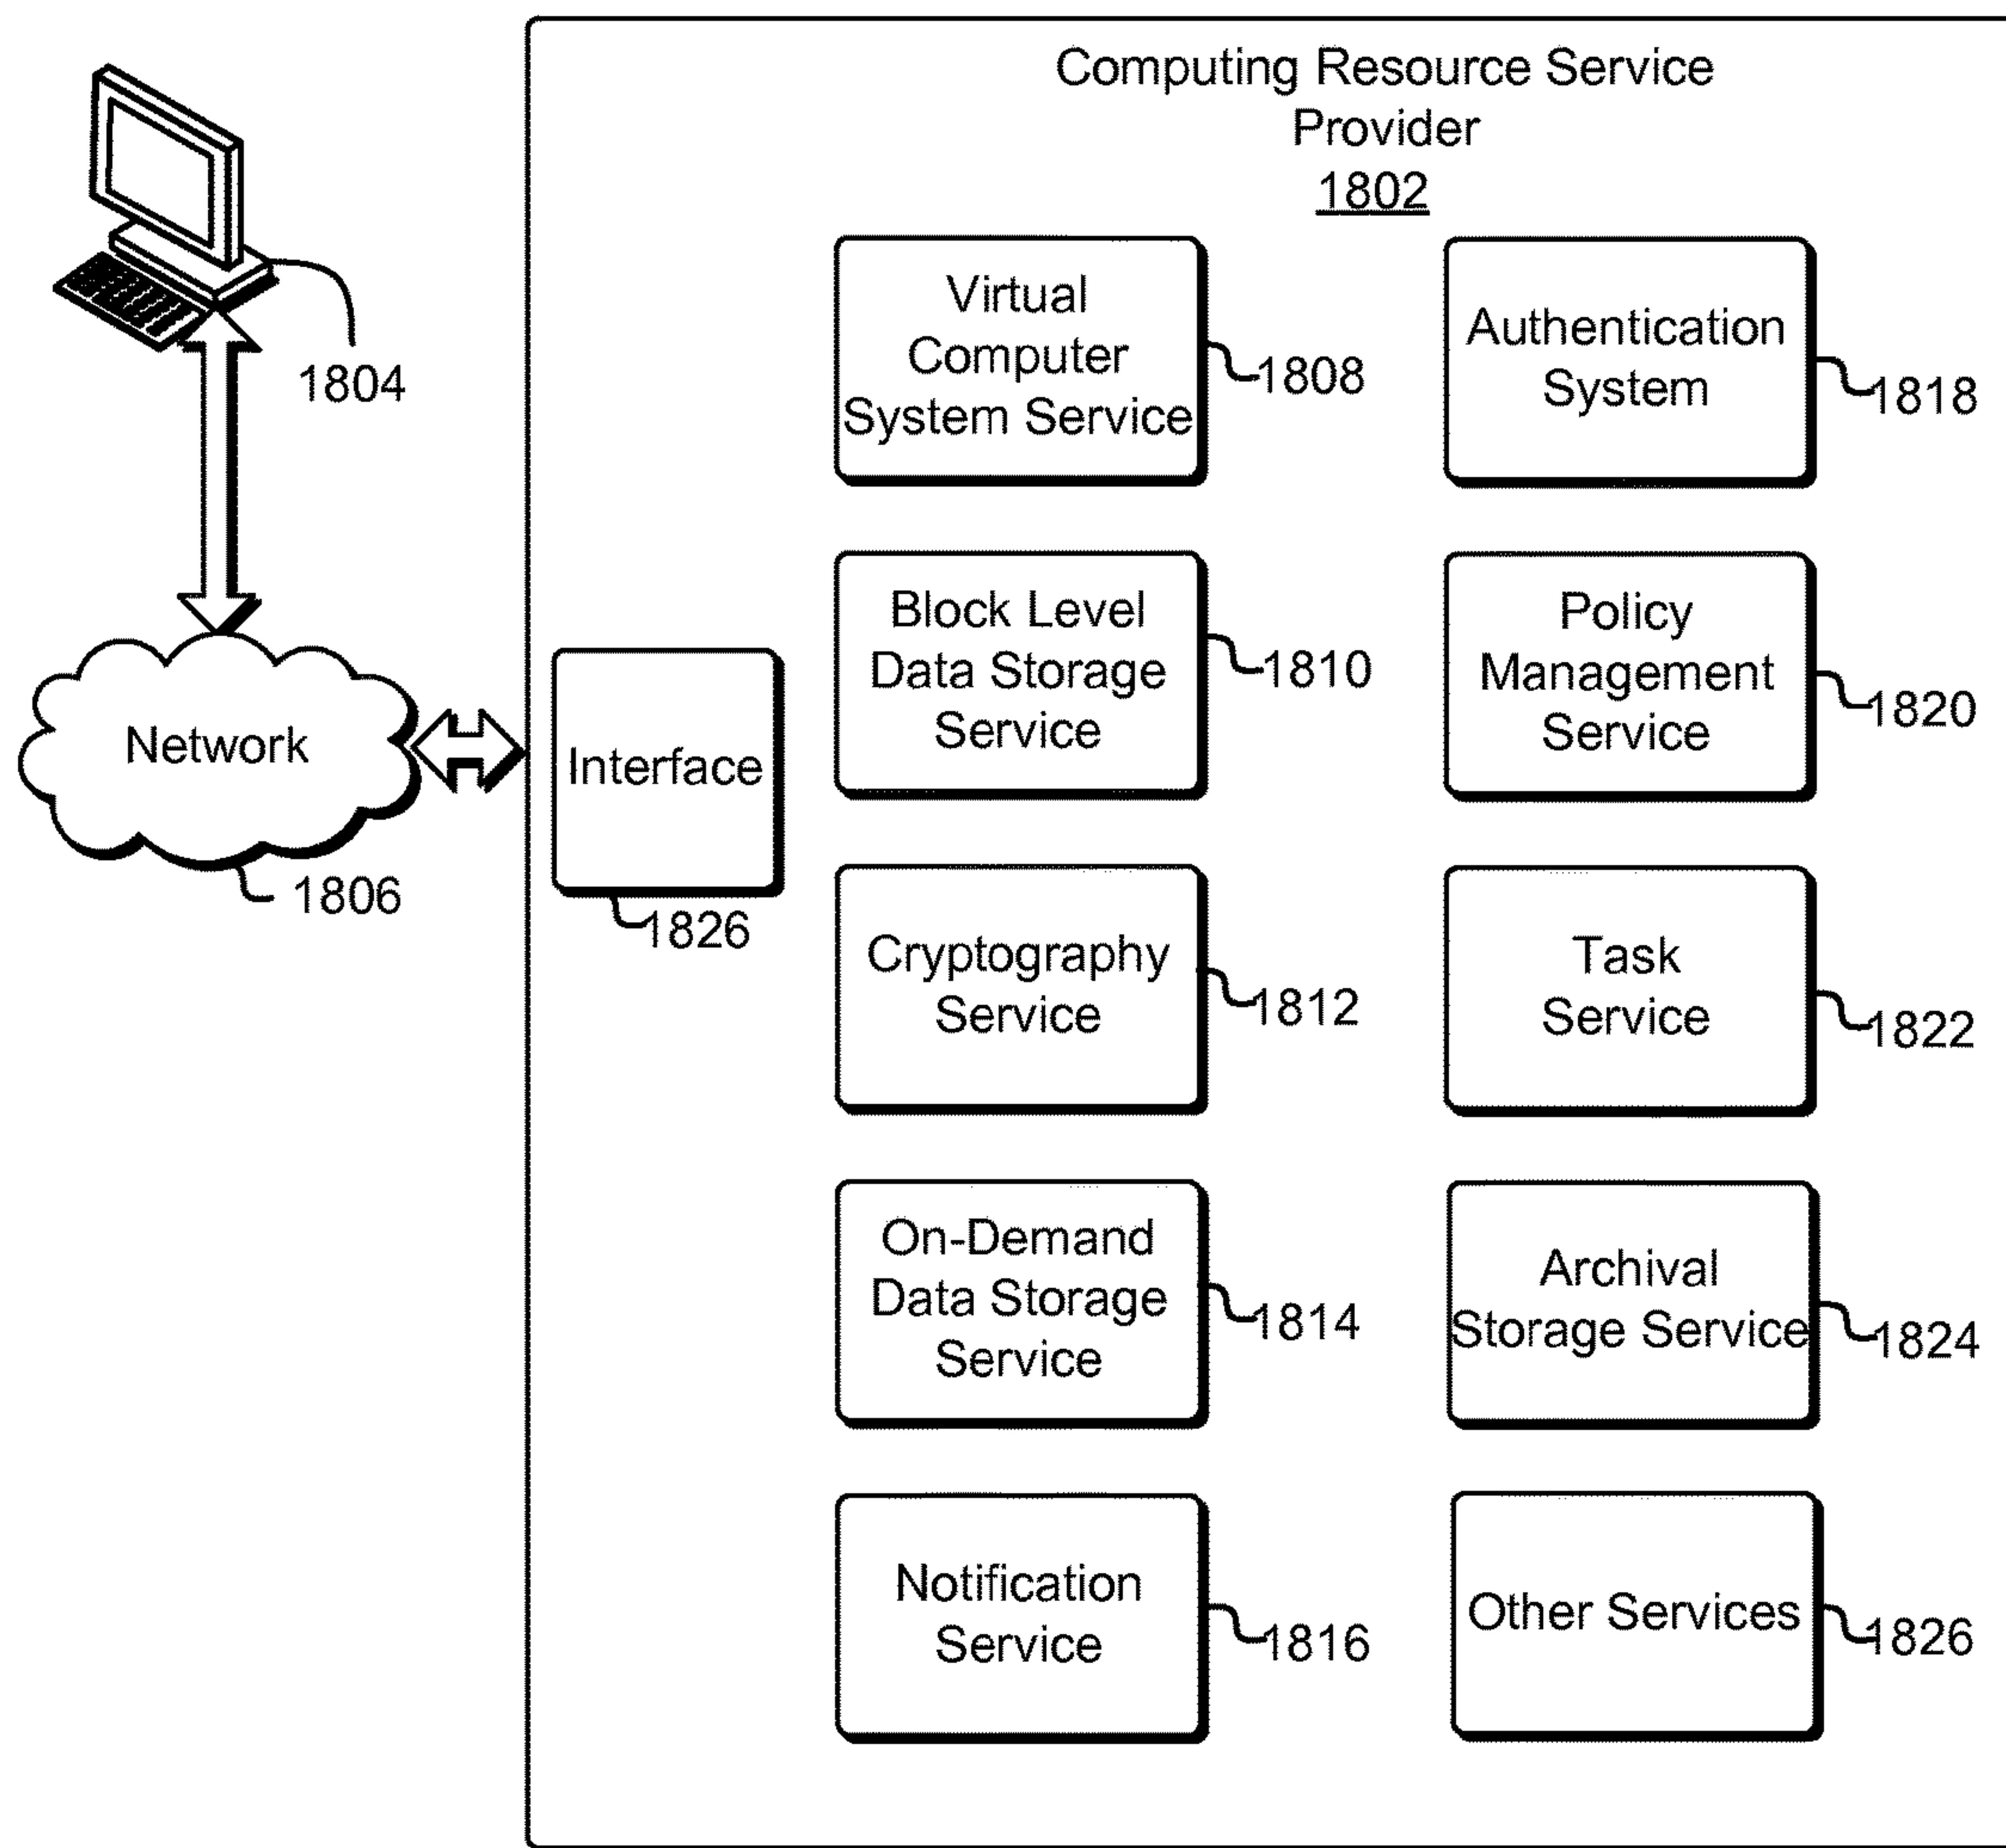 Computing Resource Service
Provider
1802
1804
Network
1806
Interface
1826
Virtual
Computer
System Service
1808
Authentication
System
1818
Block Level
Data Storage
Service
1810
Policy
Management
Service
1820
Cryptography
Service
1812
Task
Service
1822
On-Demand
Data Storage
Service
1814
Archival
Storage Service
1824
Notification
Service
1816
Other Services
1826